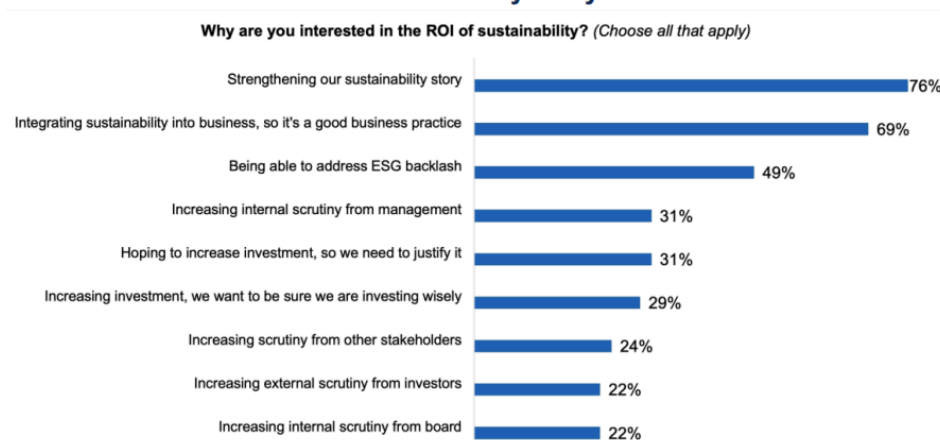 Why are you interested in the ROI of sustainability? (Choose all that apply)
Strengthening our sustainability story 76%
Integrating sustainability into business, so it's a good business practice 69%
Being able to address ESG backlash 49%
Increasing internal scrutiny from management 31%
Hoping to increase investment, so we need to justify it 31%
Increasing investment, we want to be sure we are investing wisely 29%
Increasing scrutiny from other stakeholders 24%
Increasing external scrutiny from investors 22%
Increasing internal scrutiny from board 22%